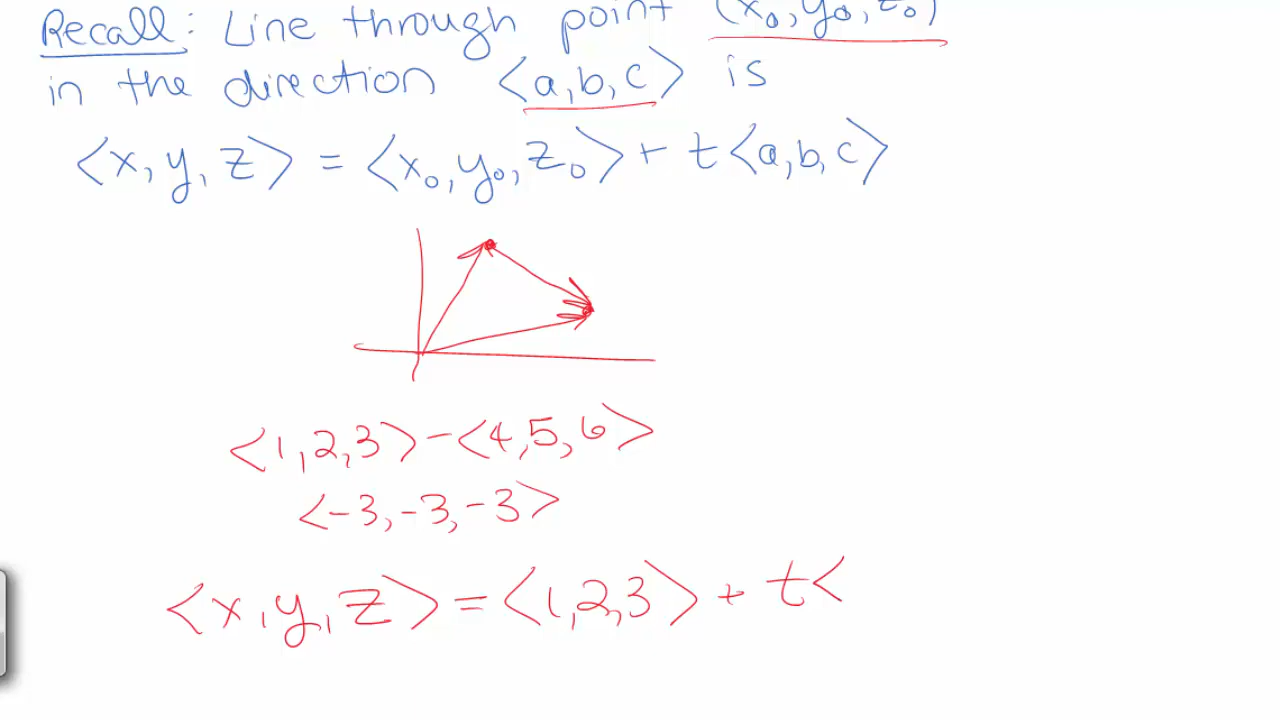 Recall: Line through point (x₀, y₀, z₀)
in the direction <a, b, c> is
<x, y, z> = <x₀, y₀, z₀> + t<a, b, c>
<1, 2, 3> - <4, 5, 6>
<-3, -3, -3>
<x, y, z> = <1, 2, 3> + t<